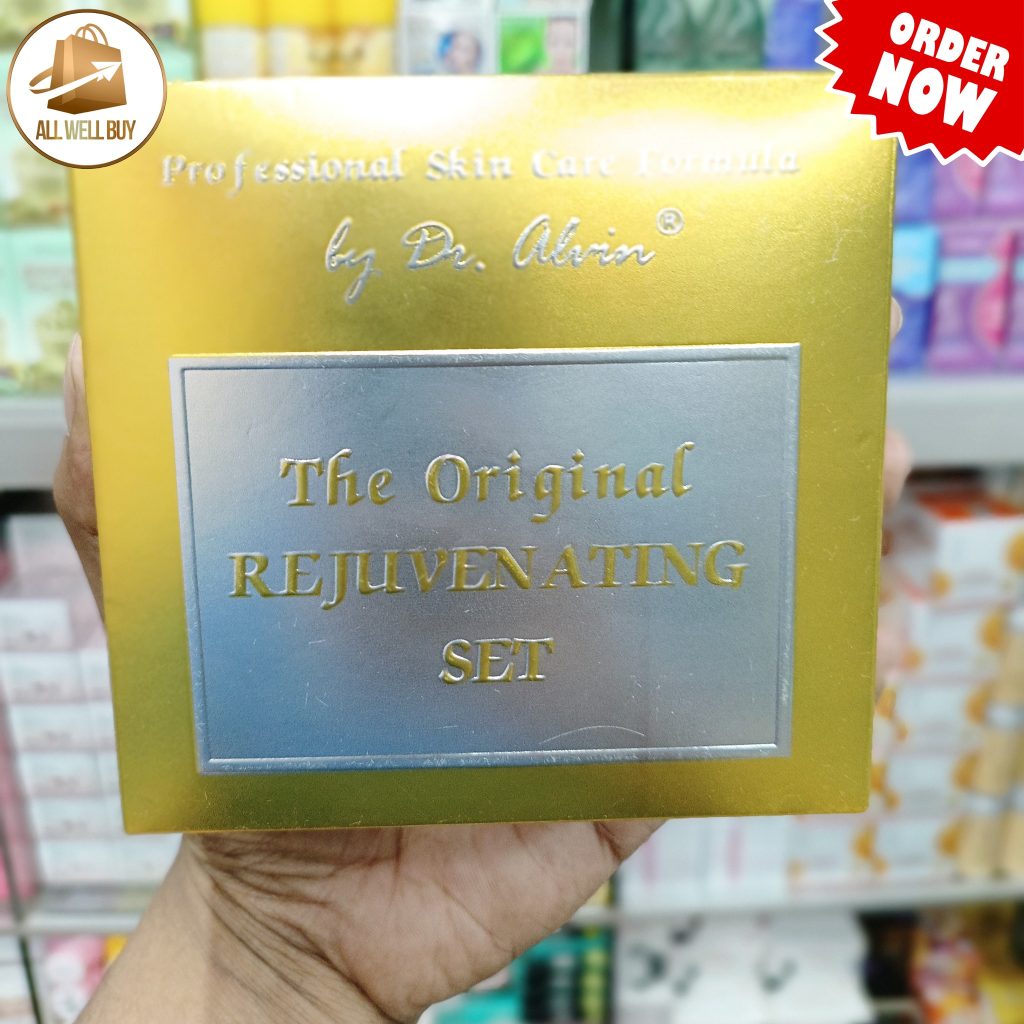 ALL WELL BUY
ORDER
NOW
Professional Skin Care Formula
by Dr. Alvin®
The Original
REJUVENATING
SET